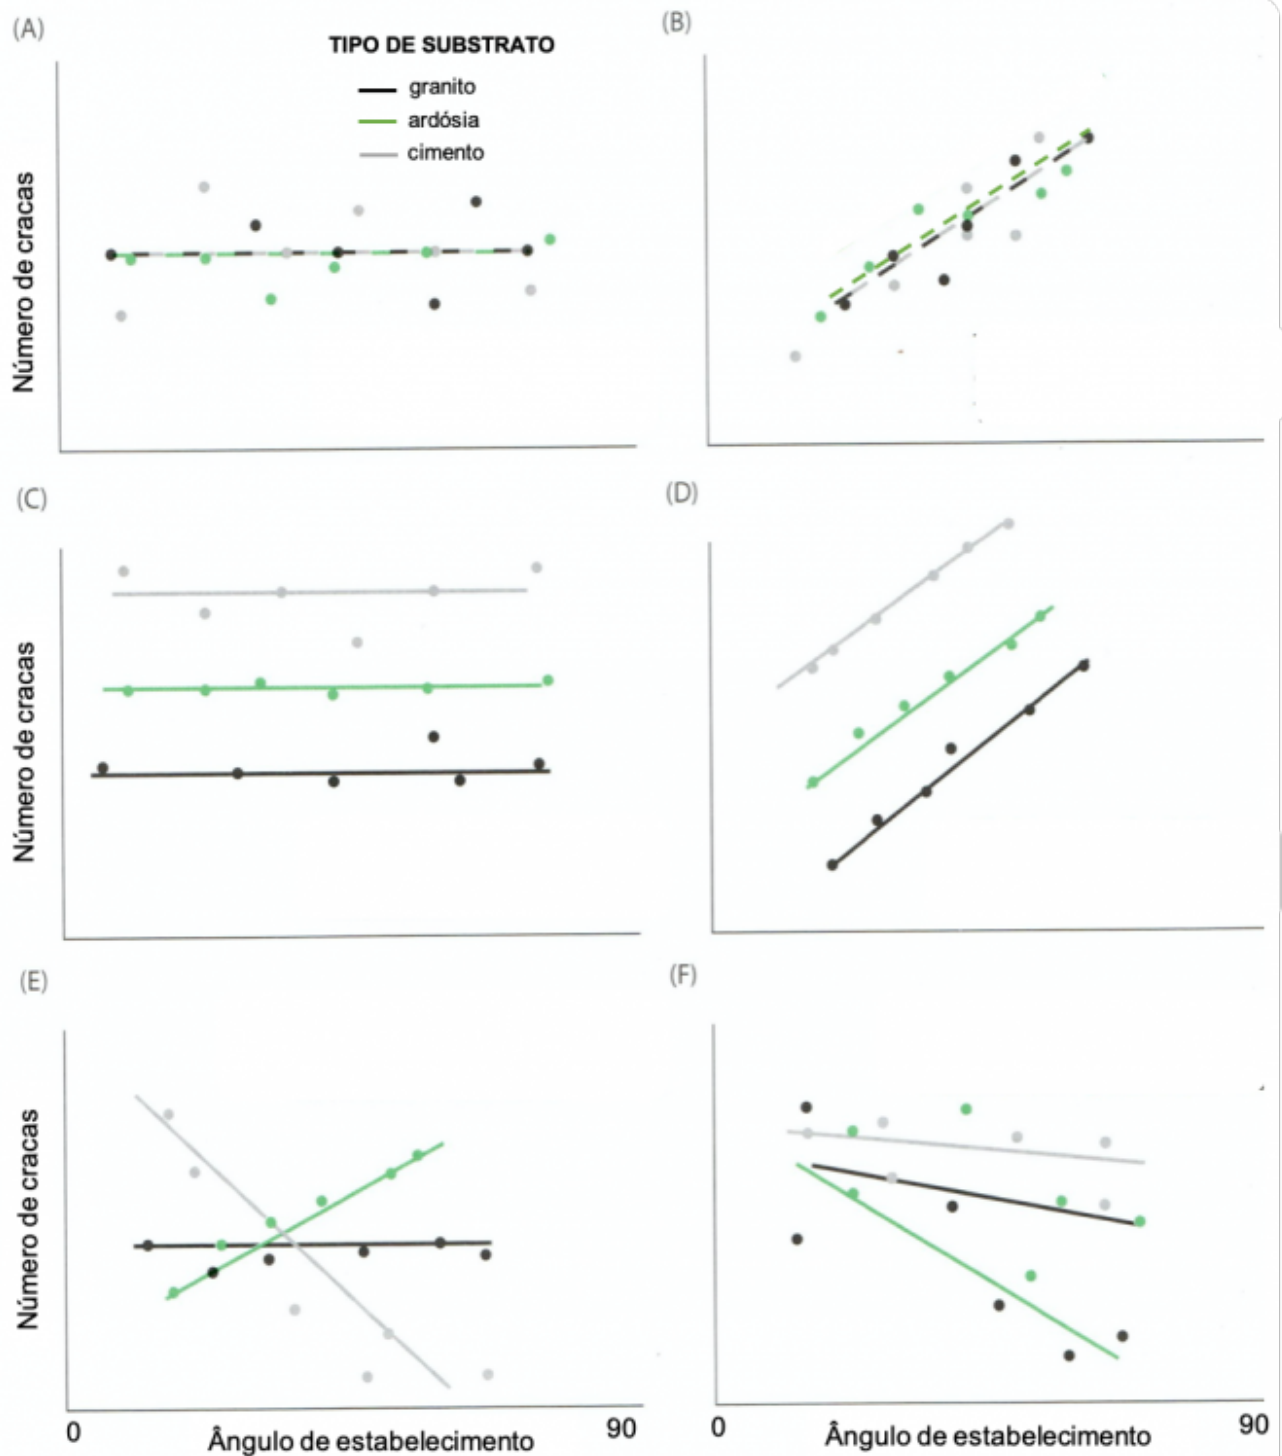 (A)
TIPO DE SUBSTRATO
granito
ardósia
cimento
Número de cracas
(B)
(C)
Número de cracas
(D)
(E)
Número de cracas
0
Ângulo de estabelecimento
90
(F)
0
Ângulo de estabelecimento
90